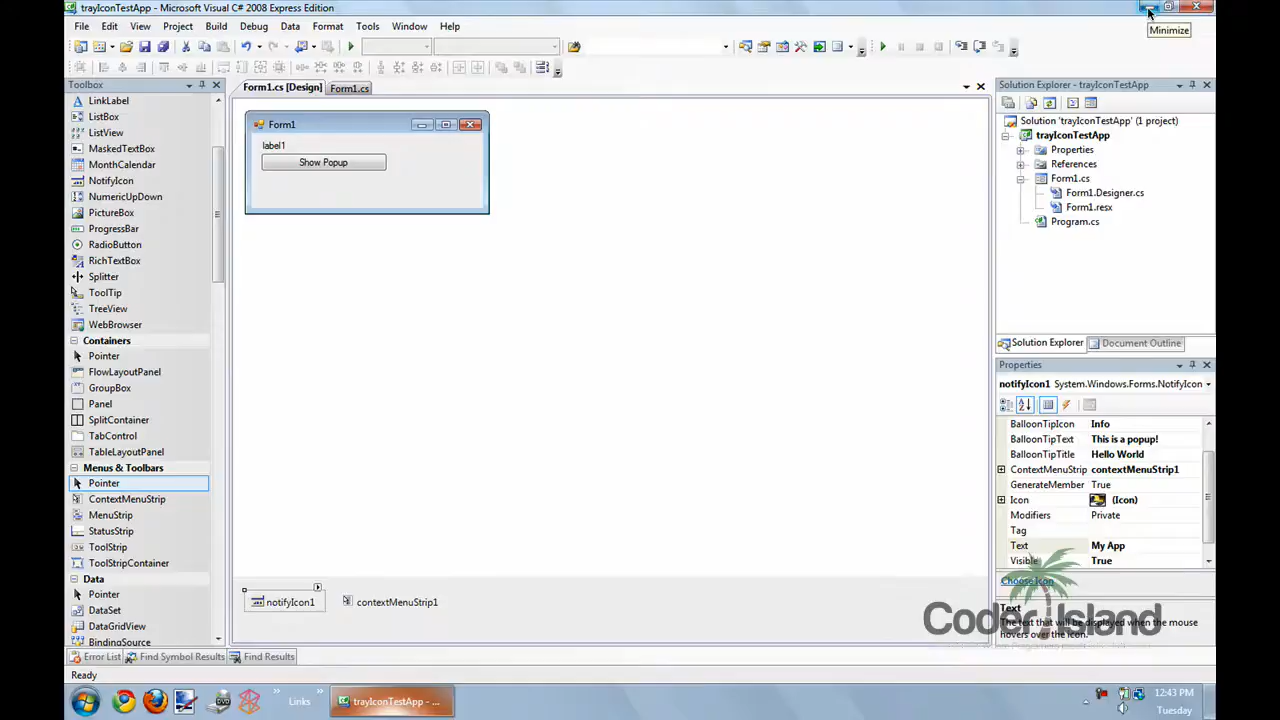 trayIconTestApp - Microsoft Visual C# 2008 Express Edition
Minimize
File Edit View Project Build Debug Data Format Tools Window Help
Toolbox
LinkLabel
ListBox
ListView
MaskedTextBox
MonthCalendar
NotifyIcon
NumericUpDown
PictureBox
ProgressBar
RadioButton
RichTextBox
Splitter
ToolTip
TreeView
WebBrowser
Containers
Pointer
FlowLayoutPanel
GroupBox
Panel
SplitContainer
TabControl
TableLayoutPanel
Menus & Toolbars
Pointer
ContextMenuStrip
MenuStrip
StatusStrip
ToolStrip
ToolStripContainer
Data
Pointer
DataSet
DataGridView
BindingSource
Form1.cs [Design] Form1.cs
Form1
label1
Show Popup
notifyIcon1 contextMenuStrip1
Solution Explorer - trayIconTestApp
Solution 'trayIconTestApp' (1 project)
trayIconTestApp
Properties
References
Form1.cs
Form1.Designer.cs
Form1.resx
Program.cs
Solution Explorer Document Outline
Properties
notifyIcon1 System.Windows.Forms.NotifyIcon
BalloonTipIcon Info
BalloonTipText This is a popup!
BalloonTipTitle Hello World
ContextMenuStrip contextMenuStrip1
GenerateMember True
Icon (Icon)
Modifiers Private
Tag
Text My App
Visible True
Choose Icon
Text
The text that will be displayed when the mouse
hovers over the icon.
Coder Island
Error List Find Symbol Results Find Results
Ready
Links
trayIconTestApp - ...
12:43 PM
Tuesday